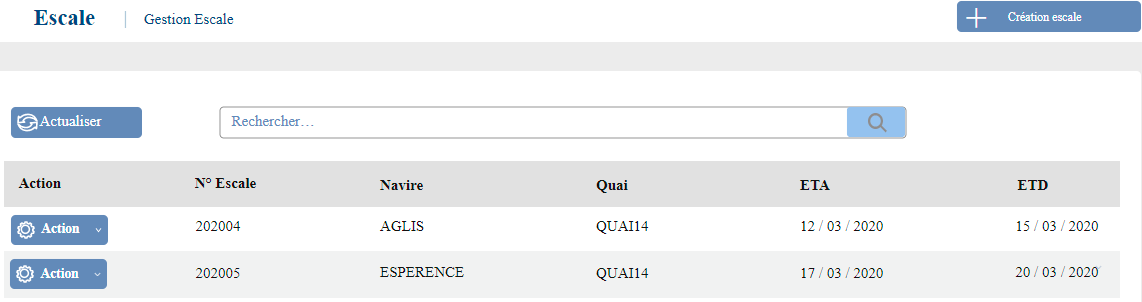 Escale | Gestion Escale Création escale
Actualiser Rechercher...
Action N° Escale Navire Quai ETA ETD
Action 202004 AGLIS QUAI14 12 / 03 / 2020 15 / 03 / 2020
Action 202005 ESPERENCE QUAI14 17 / 03 / 2020 20 / 03 / 2020